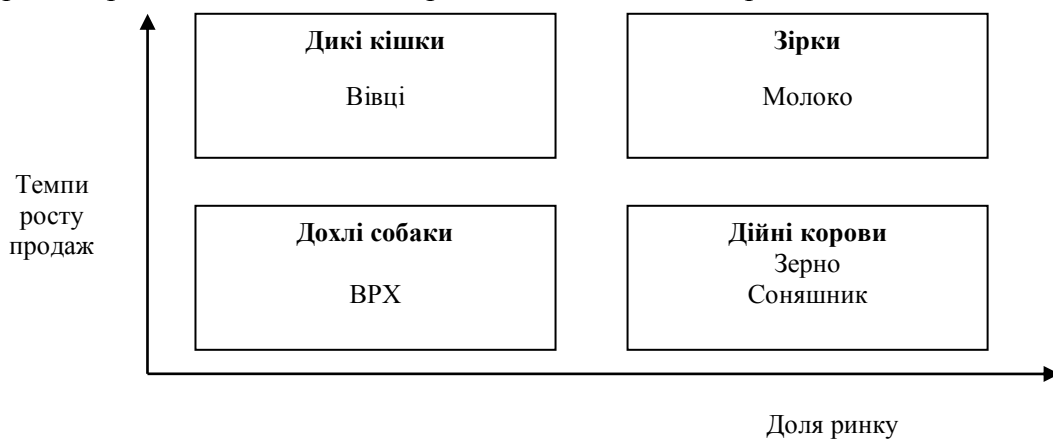 Дикі кішки
Вівці
Зірки
Молоко
Темпи
росту
продаж
Дохлі собаки
ВРХ
Дійні корови
Зерно
Соняшник
Доля ринку